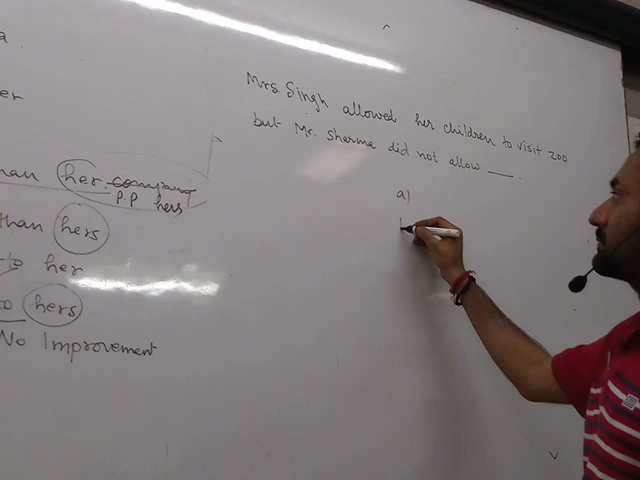 a
er
han her company
P.P hers
than hers
to her
to hers
No Improvement
Mrs. Singh allowed her children to visit zoo
but Mr. Sharma did not allow ___.
a)